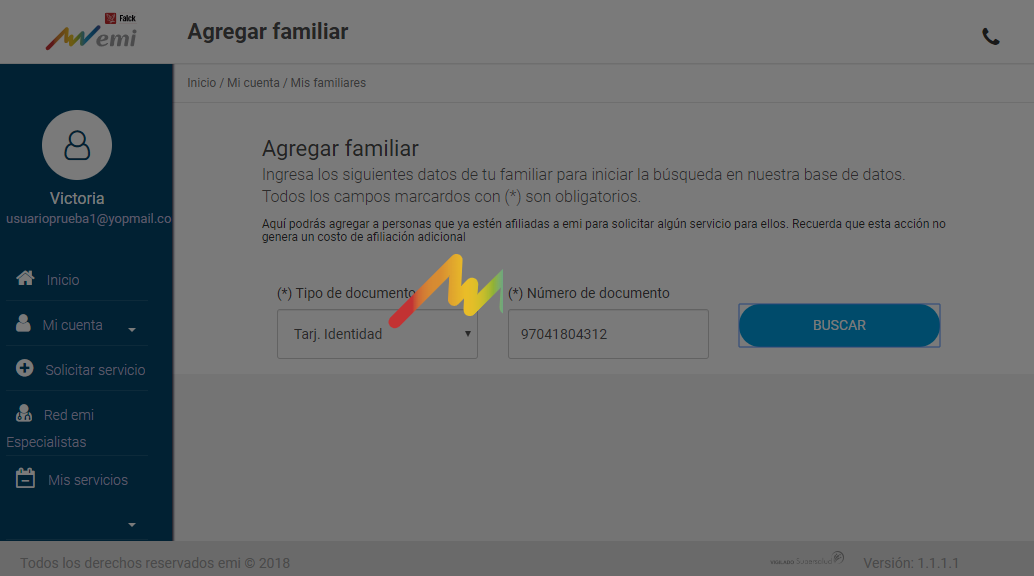 Falck
emi
Agregar familiar
Inicio / Mi cuenta / Mis familiares
Victoria
usuarioprueba1@yopmail.co
Inicio
Mi cuenta
Solicitar servicio
Red emi
Especialistas
Mis servicios
Agregar familiar
Ingresa los siguientes datos de tu familiar para iniciar la búsqueda en nuestra base de datos.
Todos los campos marcardos con (*) son obligatorios.
Aquí podrás agregar a personas que ya estén afiliadas a emi para solicitar algún servicio para ellos. Recuerda que esta acción no
genera un costo de afiliación adicional
(*) Tipo de documento
(*) Número de documento
Tarj. Identidad
97041804312
BUSCAR
Todos los derechos reservados emi © 2018
VIGILADO Supersalud
Versión: 1.1.1.1